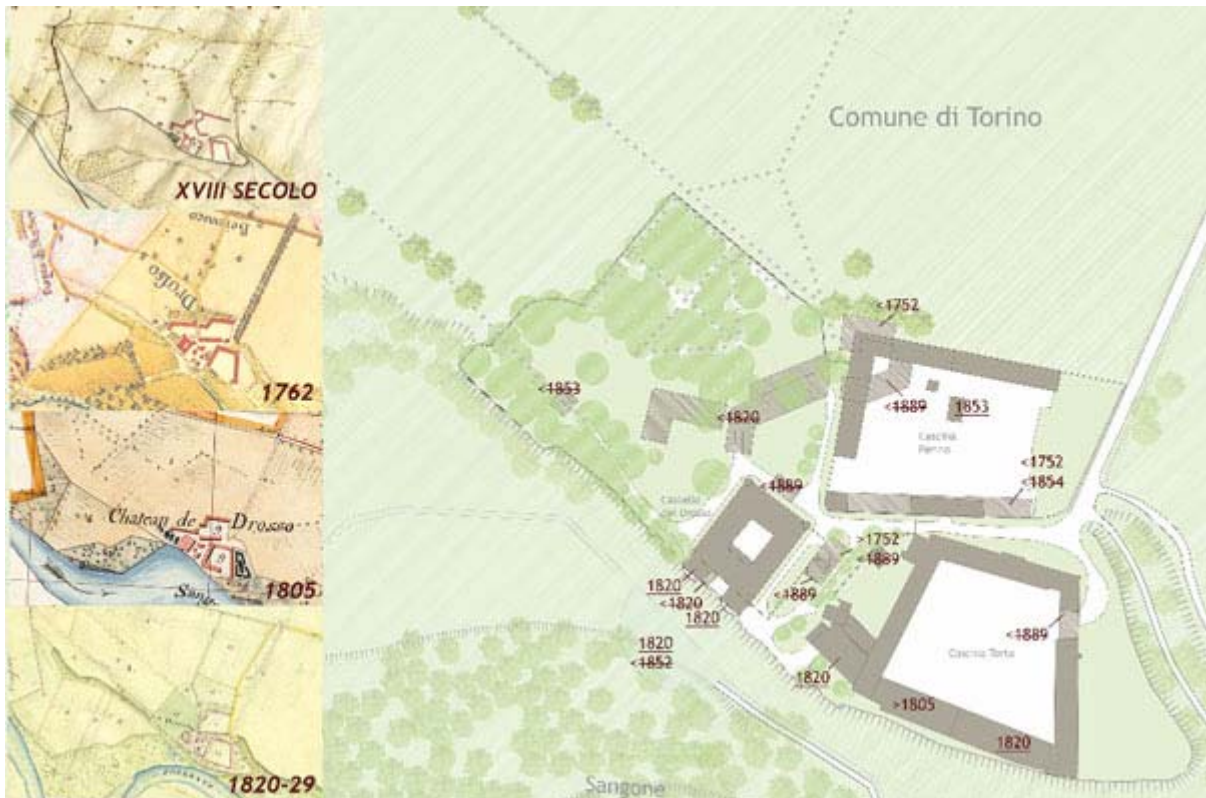 XVIII SECOLO
Drosso
1762
Chateau de Drosso
1805
1820-29
Comune di Torino
<1752
<1853
<1889
1853
<1820
Cascina
<1752
<1854
<1889
Castello
>1752
<1889
1820
<1820
1820
<1889
1820
<1852
<1889
Cascina Torta
1820
>1805
1820
Sangone